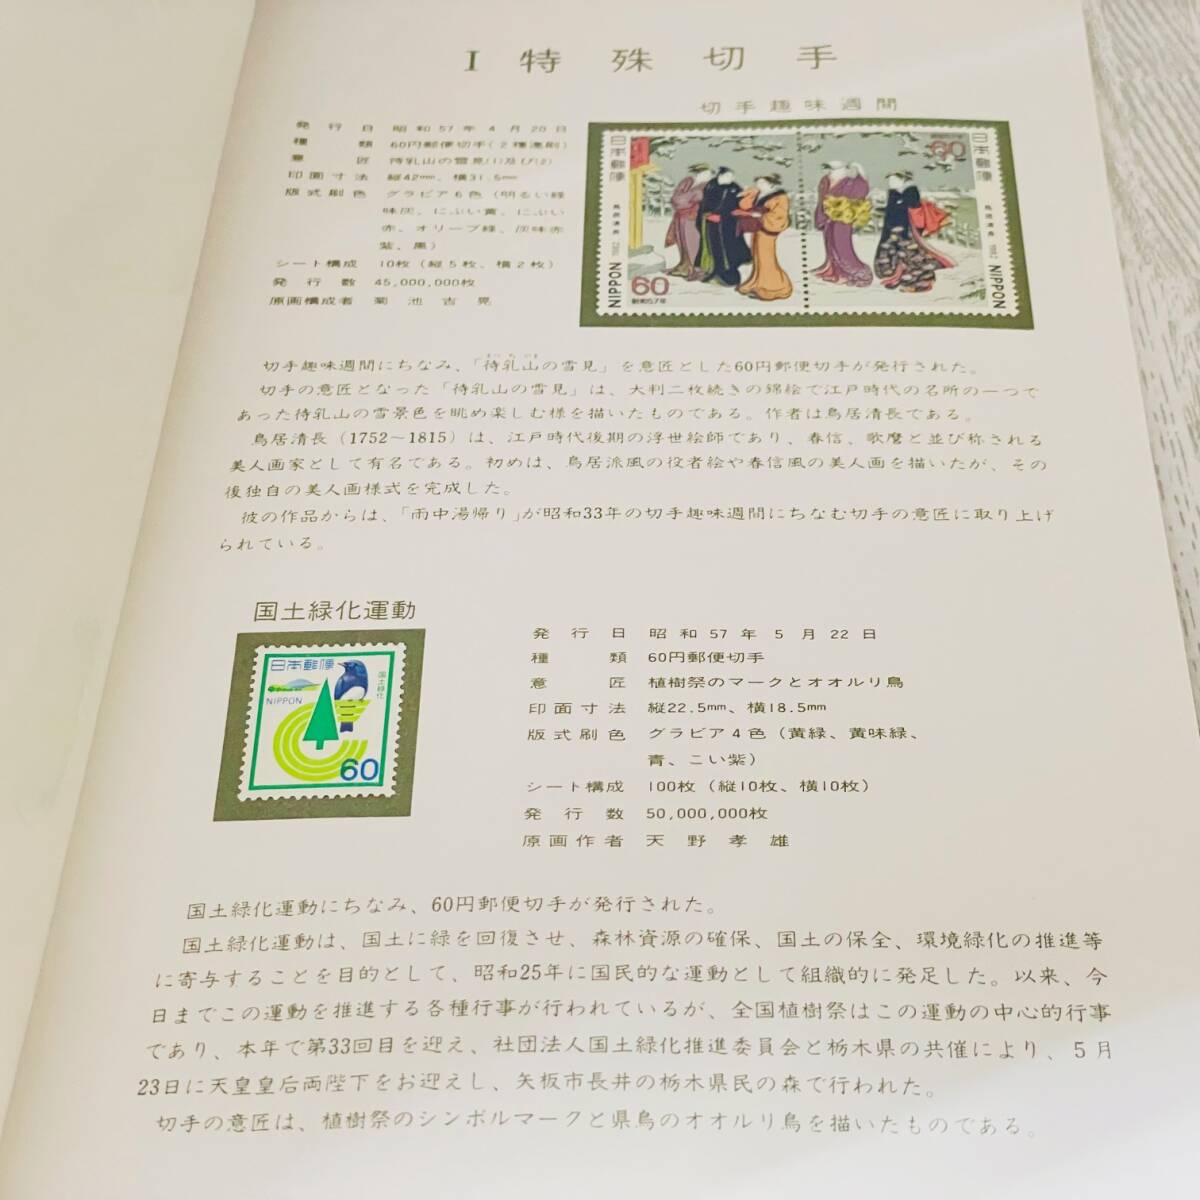 I 特殊切手
切手趣味週間
発行日 昭和57年4月20日
種類 60円郵便切手(2種連刷)
意匠 待乳山の雪見(1)及び(2)
印面寸法 縦42mm、横31.5mm
版式刷色 グラビア6色(明るい緑
味灰、にぶい黄、にぶい
赤、オリーブ緑、灰味赤
紫、黒)
シート構成 10枚(縦5枚、横2枚)
発行数 45,000,000枚
原画構成者 菊池吉晃
日本郵便
鳥居清長
NIPPON
60
昭和57年
60
日本郵便
鳥居清長
1982
NIPPON
切手趣味週間にちなみ、「待乳山の雪見」を意匠とした60円郵便切手が発行された。
切手の意匠となった「待乳山の雪見」は、大判二枚続きの錦絵で江戸時代の名所の一つで
あった待乳山の雪景色を眺め楽しむ様を描いたものである。作者は鳥居清長である。
鳥居清長(1752〜1815)は、江戸時代後期の浮世絵師であり、春信、歌麿と並び称される
美人画家として有名である。初めは、鳥居派風の役者絵や春信風の美人画を描いたが、その
後独自の美人画様式を完成した。
彼の作品からは、「雨中湯帰り」が昭和33年の切手趣味週間にちなむ切手の意匠に取り上げ
られている。
国土緑化運動
日本郵便
国土緑化
NIPPON
60
発行日 昭和57年5月22日
種類 60円郵便切手
意匠 植樹祭のマークとオオルリ鳥
印面寸法 縦22.5mm、横18.5mm
版式刷色 グラビア4色(黄緑、黄味緑、
青、こい紫)
シート構成 100枚(縦10枚、横10枚)
発行数 50,000,000枚
原画作者 天野孝雄
国土緑化運動にちなみ、60円郵便切手が発行された。
国土緑化運動は、国土に緑を回復させ、森林資源の確保、国土の保全、環境緑化の推進等
に寄与することを目的として、昭和25年に国民的な運動として組織的に発足した。以来、今
日までこの運動を推進する各種行事が行われているが、全国植樹祭はこの運動の中心的行事
であり、本年で第33回目を迎え、社団法人国土緑化推進委員会と栃木県の共催により、5月
23日に天皇皇后両陛下をお迎えし、矢板市長井の栃木県民の森で行われた。
切手の意匠は、植樹祭のシンボルマークと県鳥のオオルリ鳥を描いたものである。